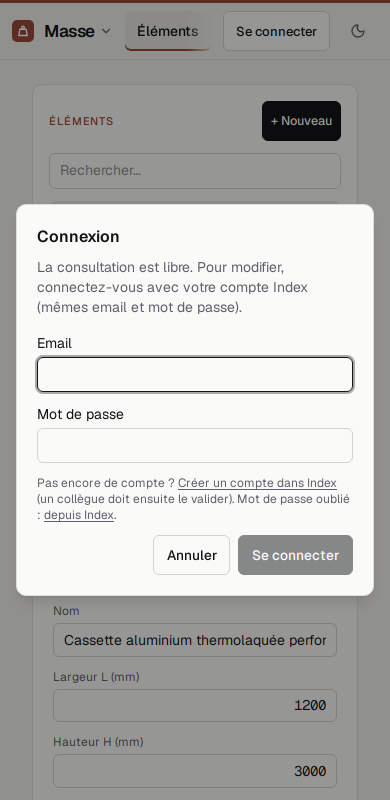 Masse
Éléments
Se connecter
ÉLÉMENTS
+ Nouveau
Rechercher...
Connexion
La consultation est libre. Pour modifier,
connectez-vous avec votre compte Index
(mêmes email et mot de passe).
Email
Mot de passe
Pas encore de compte ? Créer un compte dans Index
(un collègue doit ensuite le valider). Mot de passe oublié
: depuis Index.
Annuler
Se connecter
Nom
Cassette aluminium thermolaquée perfor
Largeur L (mm)
1200
Hauteur H (mm)
3000